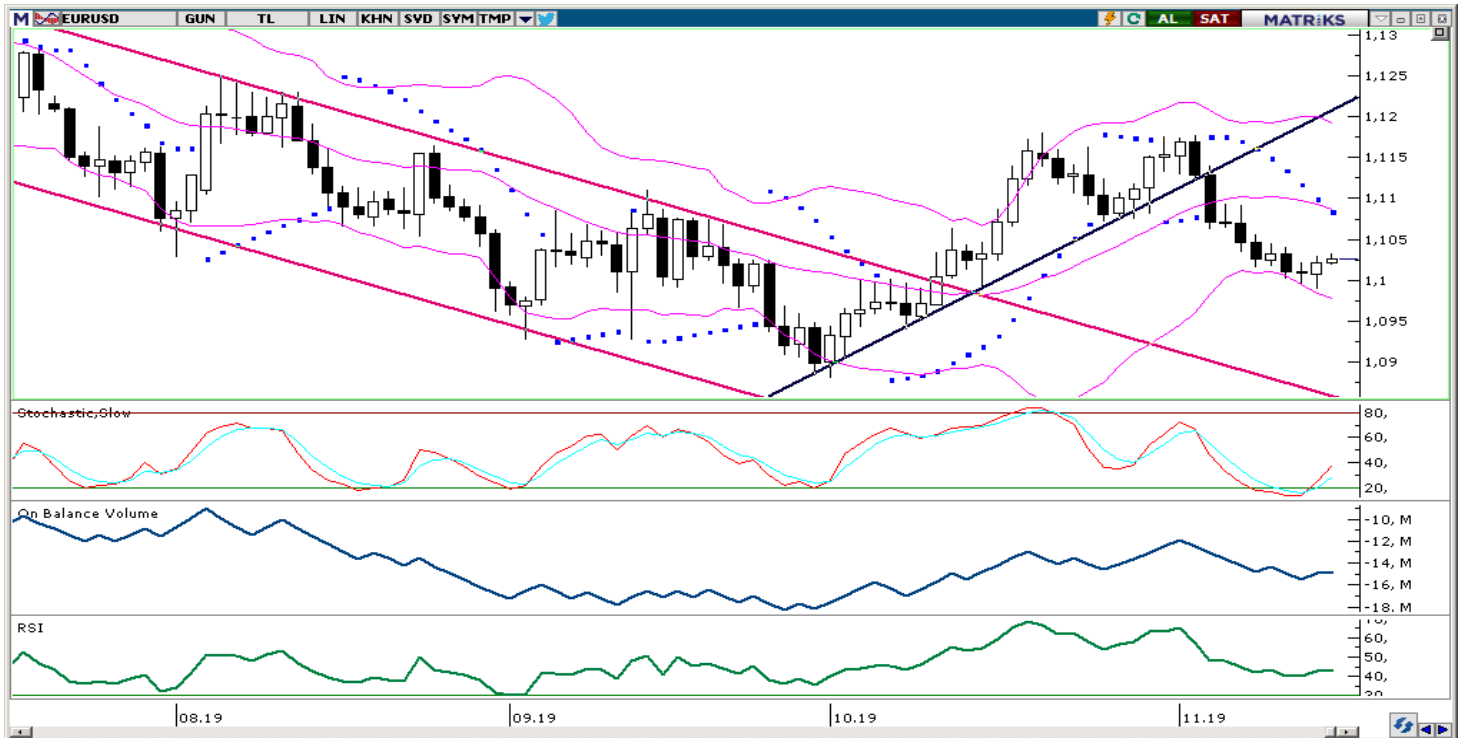 M EURUSD GUN TL LIN KHN SVD SYM TMP AL SAT MATRiKS
1,13
1,125
1,12
1,115
1,11
1,105
1,1
1,095
1,09
Stochastic,Slow
80,
60,
40,
20,
On Balance Volume
-10, M
-12, M
-14, M
-16, M
-18, M
RSI
60,
50,
40,
08.19 09.19 10.19 11.19